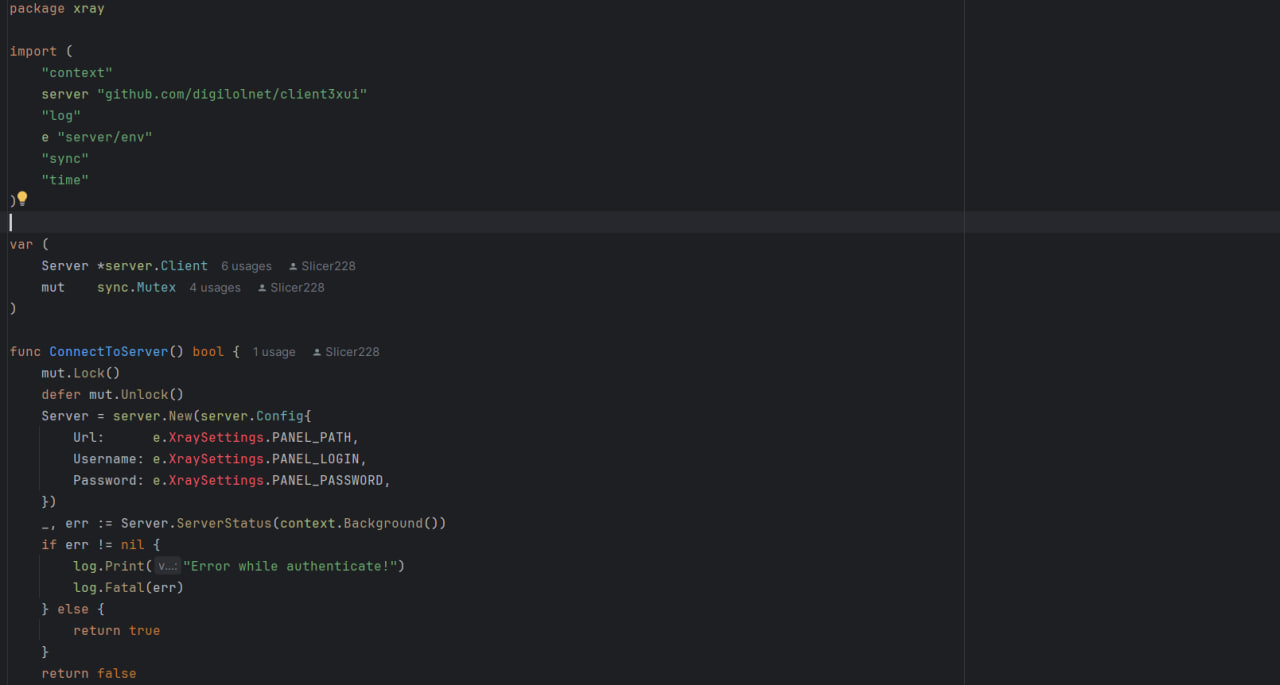 package xray
import (
"context"
server "github.com/digilolnet/client3xui"
"log"
e "server/env"
"sync"
"time"
)
var (
Server *server.Client 6 usages Slicer228
mut sync.Mutex 4 usages Slicer228
)
func ConnectToServer() bool { 1 usage Slicer228
mut.Lock()
defer mut.Unlock()
Server = server.New(server.Config{
Url: e.XraySettings.PANEL_PATH,
Username: e.XraySettings.PANEL_LOGIN,
Password: e.XraySettings.PANEL_PASSWORD,
})
_, err := Server.ServerStatus(context.Background())
if err != nil {
log.Print( v...: "Error while authenticate!")
log.Fatal(err)
} else {
return true
}
return false